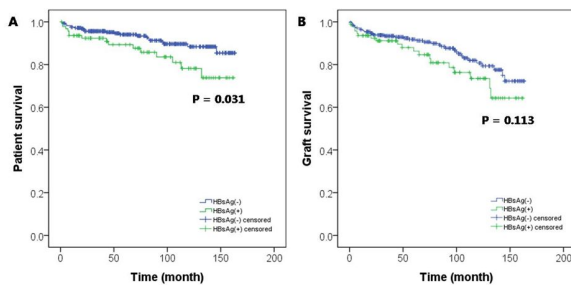 A
Patient survival
1.0
0.8
0.6
0.4
0.2
0.0
P = 0.031
HBsAg(-)
HBsAg(+)
HBsAg(-) censored
HBsAg(+) censored
0 50 100 150 200
Time (month)
B
Graft survival
1.0
0.8
0.6
0.4
0.2
0.0
P = 0.113
HBsAg(-)
HBsAg(+)
HBsAg(-) censored
HBsAg(+) censored
0 50 100 150 200
Time (month)